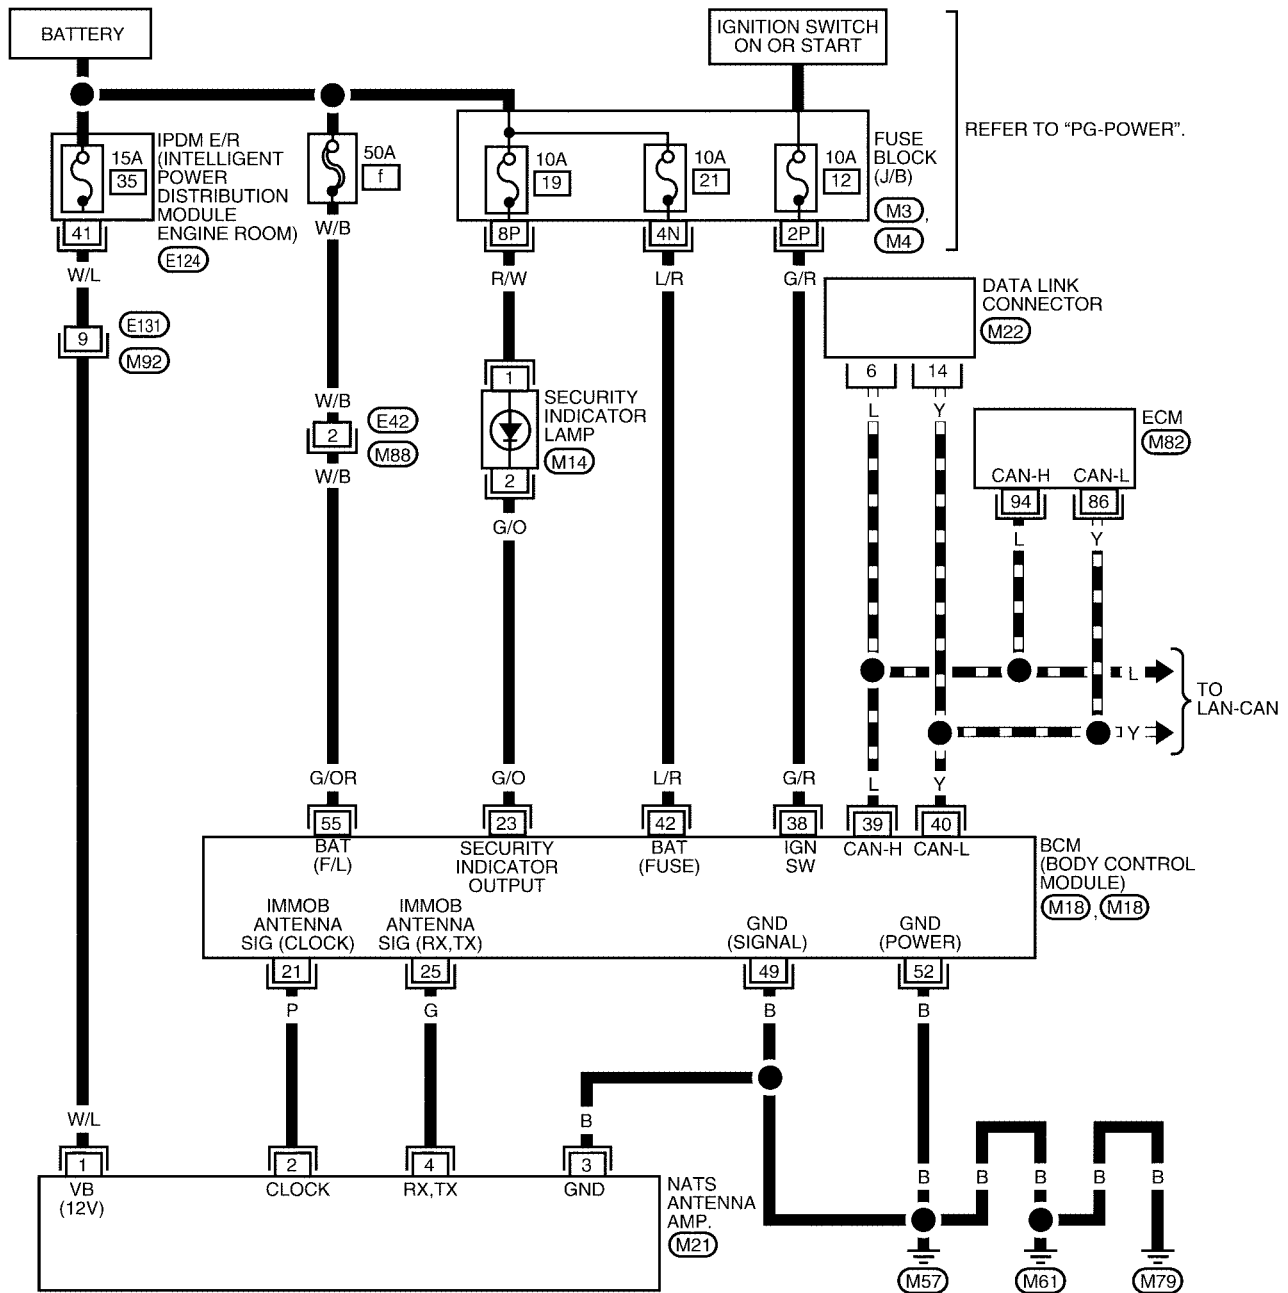 BATTERY
IGNITION SWITCH
ON OR START
REFER TO “PG-POWER”.
15A
35
IPDM E/R
(INTELLIGENT
POWER
DISTRIBUTION
MODULE
ENGINE ROOM)
E124
50A
f
10A
19
10A
21
10A
12
FUSE
BLOCK
(J/B)
M3 ,
M4
41
8P
4N
2P
W/L
W/B
R/W
L/R
G/R
DATA LINK
CONNECTOR
M22
9
E131
M92
6
14
L
Y
1
SECURITY
INDICATOR
LAMP
M14
2
W/B
2
E42
M88
W/B
ECM
M82
CAN-H
CAN-L
94
86
L
Y
G/O
L
Y
TO
LAN-CAN
G/OR
G/O
L/R
G/R
L
Y
55
23
42
38
39
40
BAT
(F/L)
SECURITY
INDICATOR
OUTPUT
BAT
(FUSE)
IGN
SW
CAN-H
CAN-L
BCM
(BODY CONTROL
MODULE)
M18 , M18
IMMOB
ANTENNA
SIG (CLOCK)
IMMOB
ANTENNA
SIG (RX,TX)
GND
(SIGNAL)
GND
(POWER)
21
25
49
52
P
G
B
B
W/L
B
1
2
4
3
VB
(12V)
CLOCK
RX,TX
GND
NATS
ANTENNA
AMP.
M21
B
B
B
B
B
M57
M61
M79